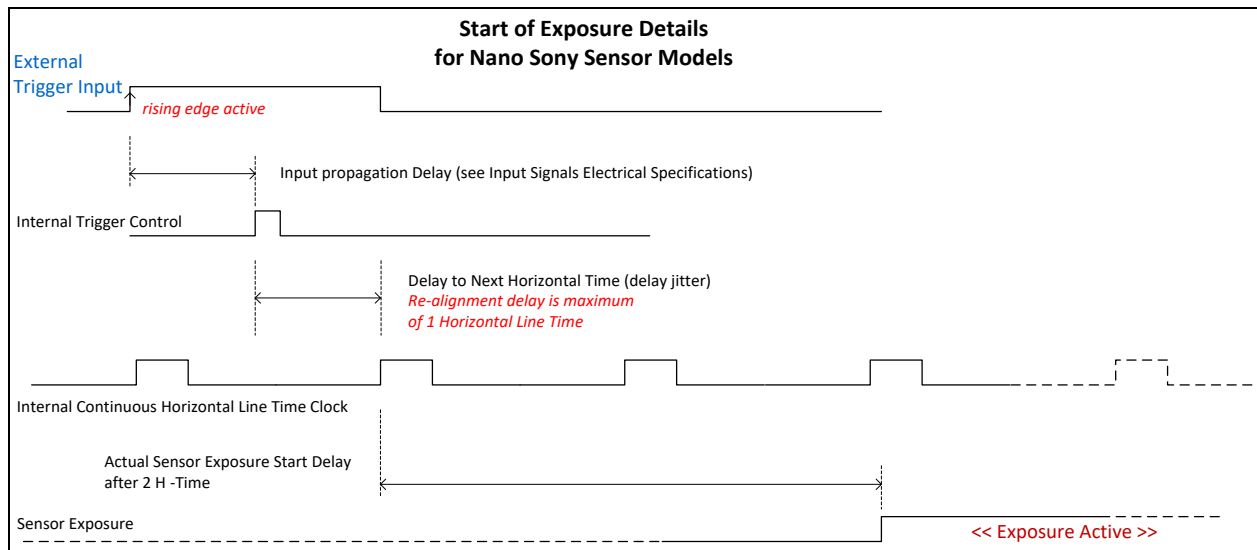 Start of Exposure Details
for Nano Sony Sensor Models
External
Trigger Input
rising edge active
Input propagation Delay (see Input Signals Electrical Specifications)
Internal Trigger Control
Delay to Next Horizontal Time (delay jitter)
Re-alignment delay is maximum
of 1 Horizontal Line Time
Internal Continuous Horizontal Line Time Clock
Actual Sensor Exposure Start Delay
after 2 H -Time
Sensor Exposure
<< Exposure Active >>